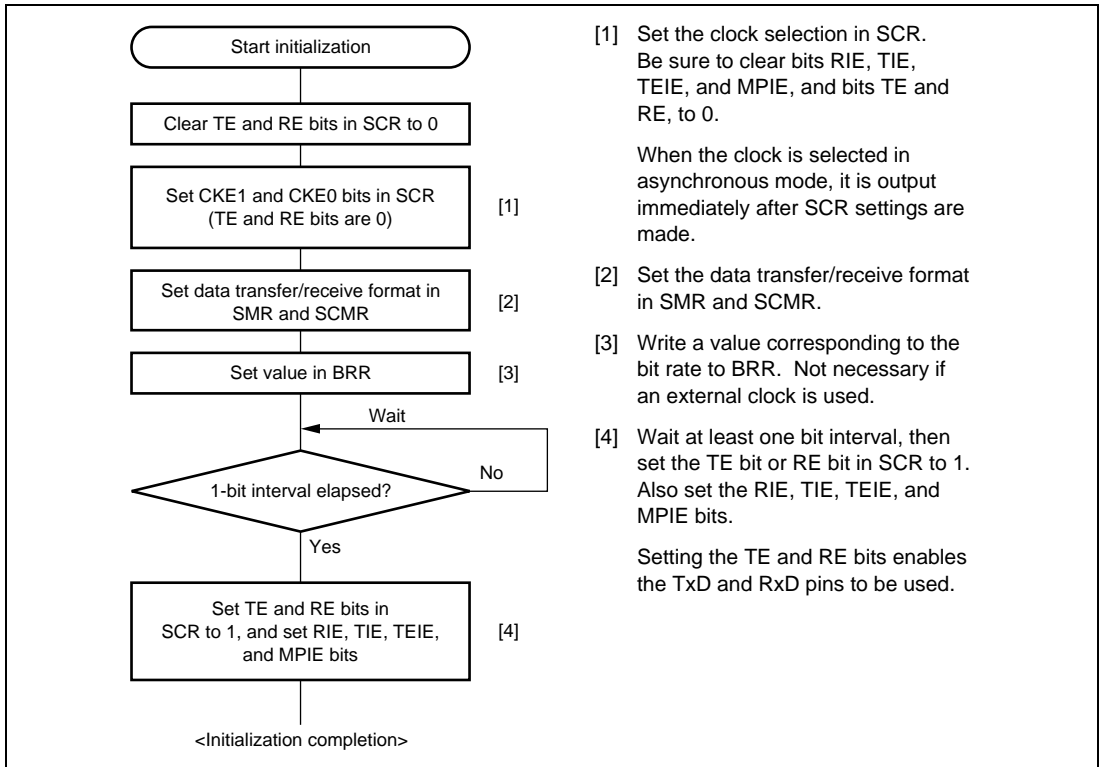 Start initialization
Clear TE and RE bits in SCR to 0
Set CKE1 and CKE0 bits in SCR
(TE and RE bits are 0)
[1]
Set data transfer/receive format in
SMR and SCMR
[2]
Set value in BRR
[3]
Wait
1-bit interval elapsed?
No
Yes
Set TE and RE bits in
SCR to 1, and set RIE, TIE, TEIE,
and MPIE bits
[4]
<Initialization completion>
[1] Set the clock selection in SCR.
Be sure to clear bits RIE, TIE,
TEIE, and MPIE, and bits TE and
RE, to 0.
When the clock is selected in
asynchronous mode, it is output
immediately after SCR settings are
made.
[2] Set the data transfer/receive format
in SMR and SCMR.
[3] Write a value corresponding to the
bit rate to BRR. Not necessary if
an external clock is used.
[4] Wait at least one bit interval, then
set the TE bit or RE bit in SCR to 1.
Also set the RIE, TIE, TEIE, and
MPIE bits.
Setting the TE and RE bits enables
the TxD and RxD pins to be used.